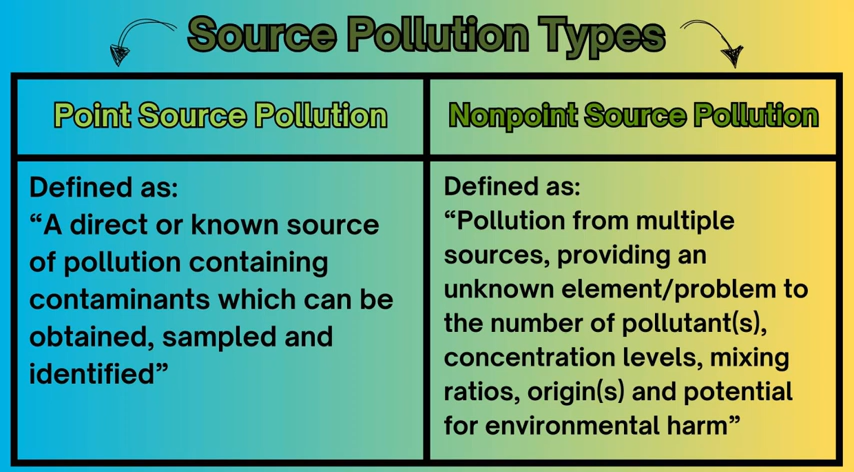 Source Pollution Types
Point Source Pollution
Defined as:
“A direct or known source
of pollution containing
contaminants which can be
obtained, sampled and
identified”
Nonpoint Source Pollution
Defined as:
“Pollution from multiple
sources, providing an
unknown element/problem to
the number of pollutant(s),
concentration levels, mixing
ratios, origin(s) and potential
for environmental harm”